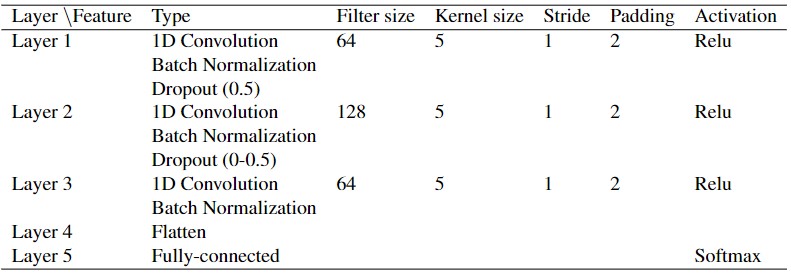 Layer \Feature Type Filter size Kernel size Stride Padding Activation
Layer 1 1D Convolution 64 5 1 2 Relu
Batch Normalization
Dropout (0.5)
Layer 2 1D Convolution 128 5 1 2 Relu
Batch Normalization
Dropout (0-0.5)
Layer 3 1D Convolution 64 5 1 2 Relu
Batch Normalization
Layer 4 Flatten
Layer 5 Fully-connected Softmax